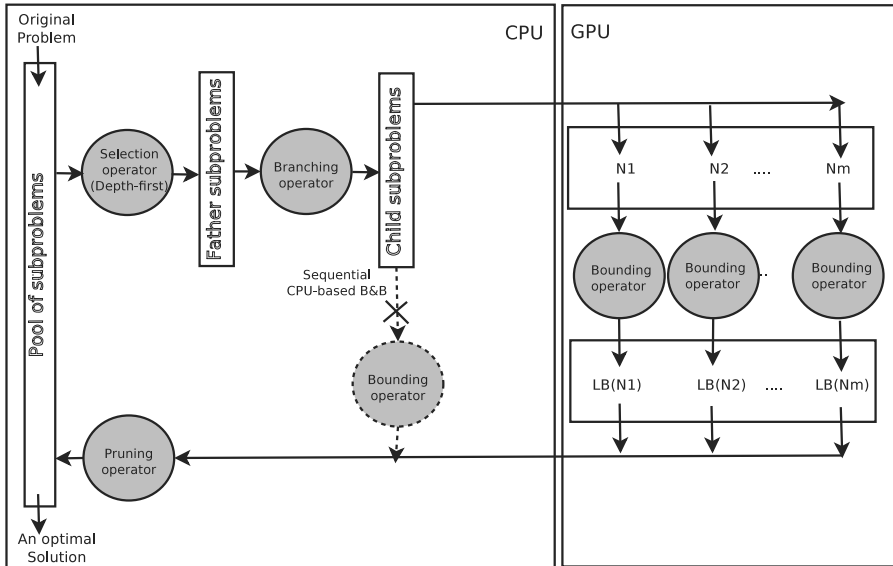 Original
Problem
CPU
GPU
Pool of subproblems
Selection
operator
(Depth-first)
Father subproblems
Branching
operator
Child subproblems
Sequential
CPU-based B&B
Bounding
operator
Pruning
operator
An optimal
Solution
N1 N2 .... Nm
Bounding
operator
Bounding
operator
..
Bounding
operator
LB(N1) LB(N2) .... LB(Nm)